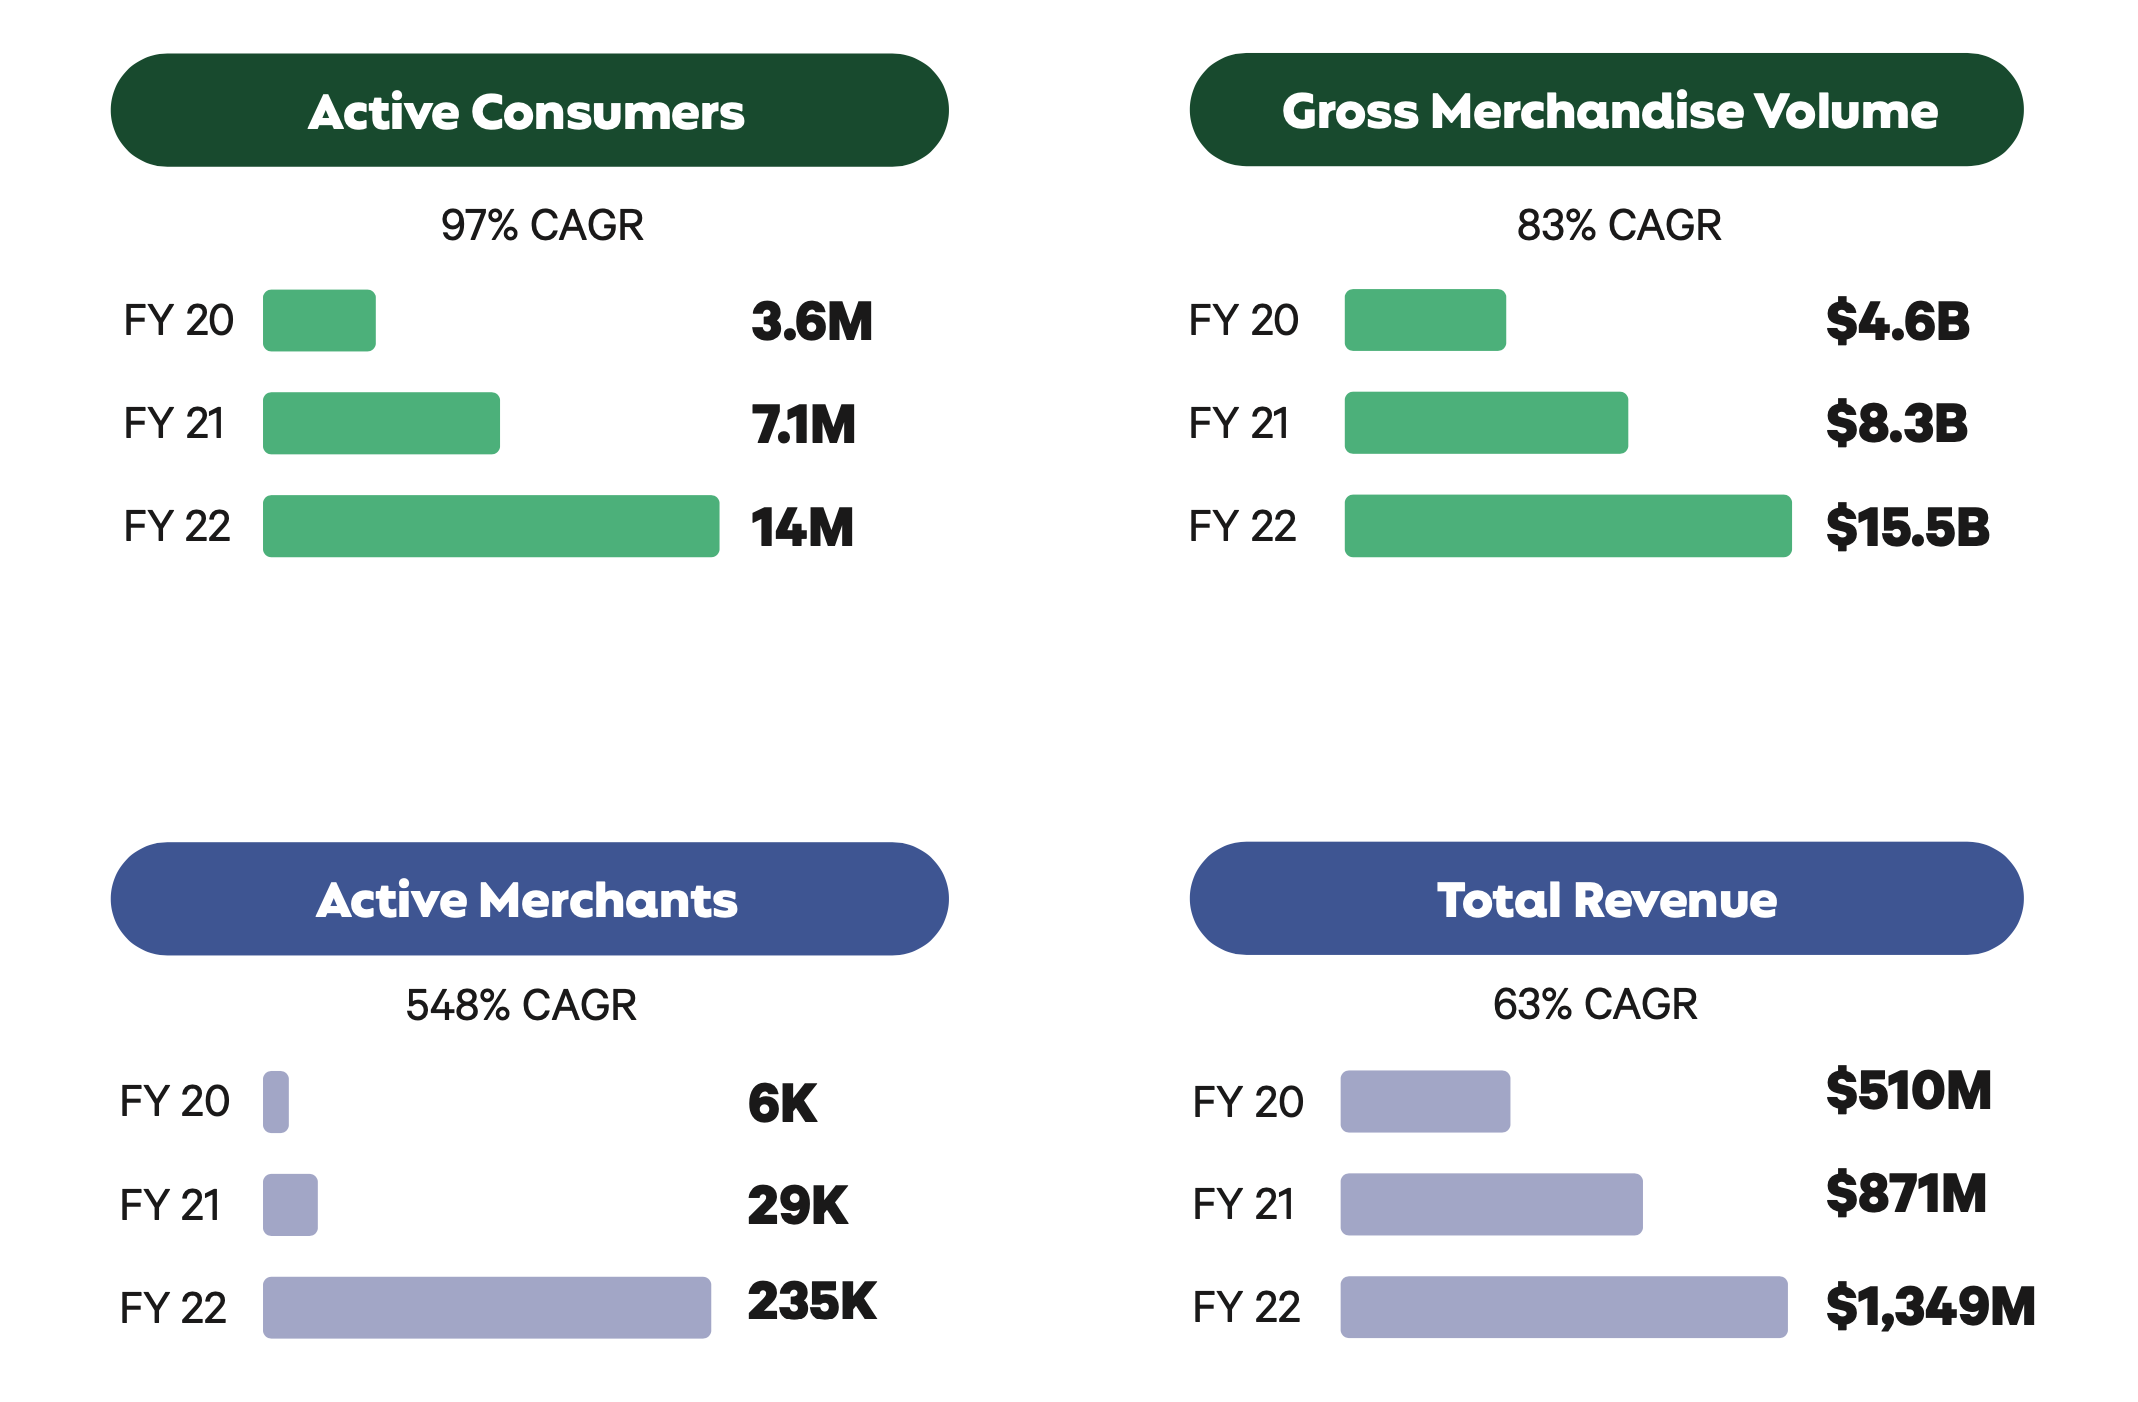 Active Consumers
97% CAGR
FY 20 3.6M
FY 21 7.1M
FY 22 14M
Gross Merchandise Volume
83% CAGR
FY 20 $4.6B
FY 21 $8.3B
FY 22 $15.5B
Active Merchants
548% CAGR
FY 20 6K
FY 21 29K
FY 22 235K
Total Revenue
63% CAGR
FY 20 $510M
FY 21 $871M
FY 22 $1,349M